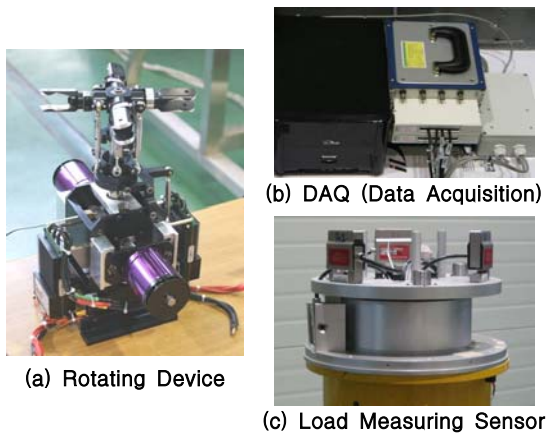 (b) DAQ (Data Acquisition)
(a) Rotating Device
(c) Load Measuring Sensor